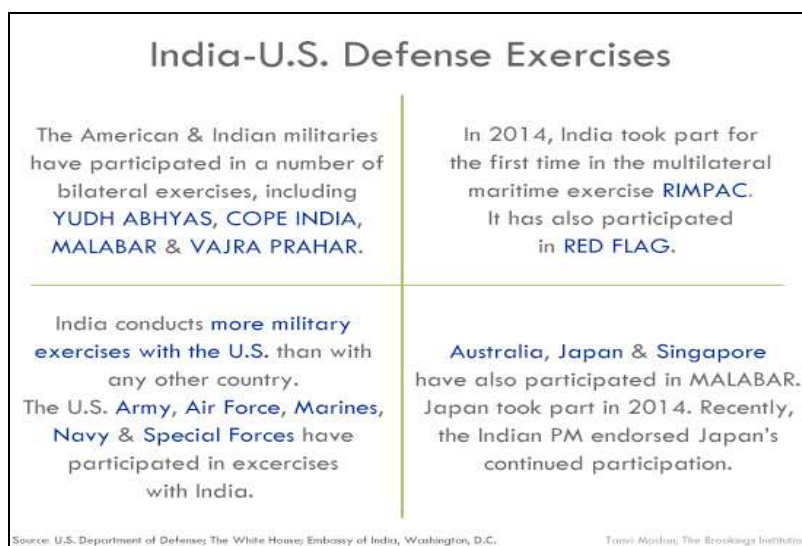 India-U.S. Defense Exercises
The American & Indian militaries
have participated in a number of
bilateral exercises, including
YUDH ABHYAS, COPE INDIA,
MALABAR & VAJRA PRAHAR.
In 2014, India took part for
the first time in the multilateral
maritime exercise RIMPAC.
It has also participated
in RED FLAG.
India conducts more military
exercises with the U.S. than with
any other country.
The U.S. Army, Air Force, Marines,
Navy & Special Forces have
participated in excercises
with India.
Australia, Japan & Singapore
have also participated in MALABAR.
Japan took part in 2014. Recently,
the Indian PM endorsed Japan's
continued participation.
Source: U.S. Department of Defense; The White House; Embassy of India, Washington, D.C.
Tanvi Madan; The Brookings Institution